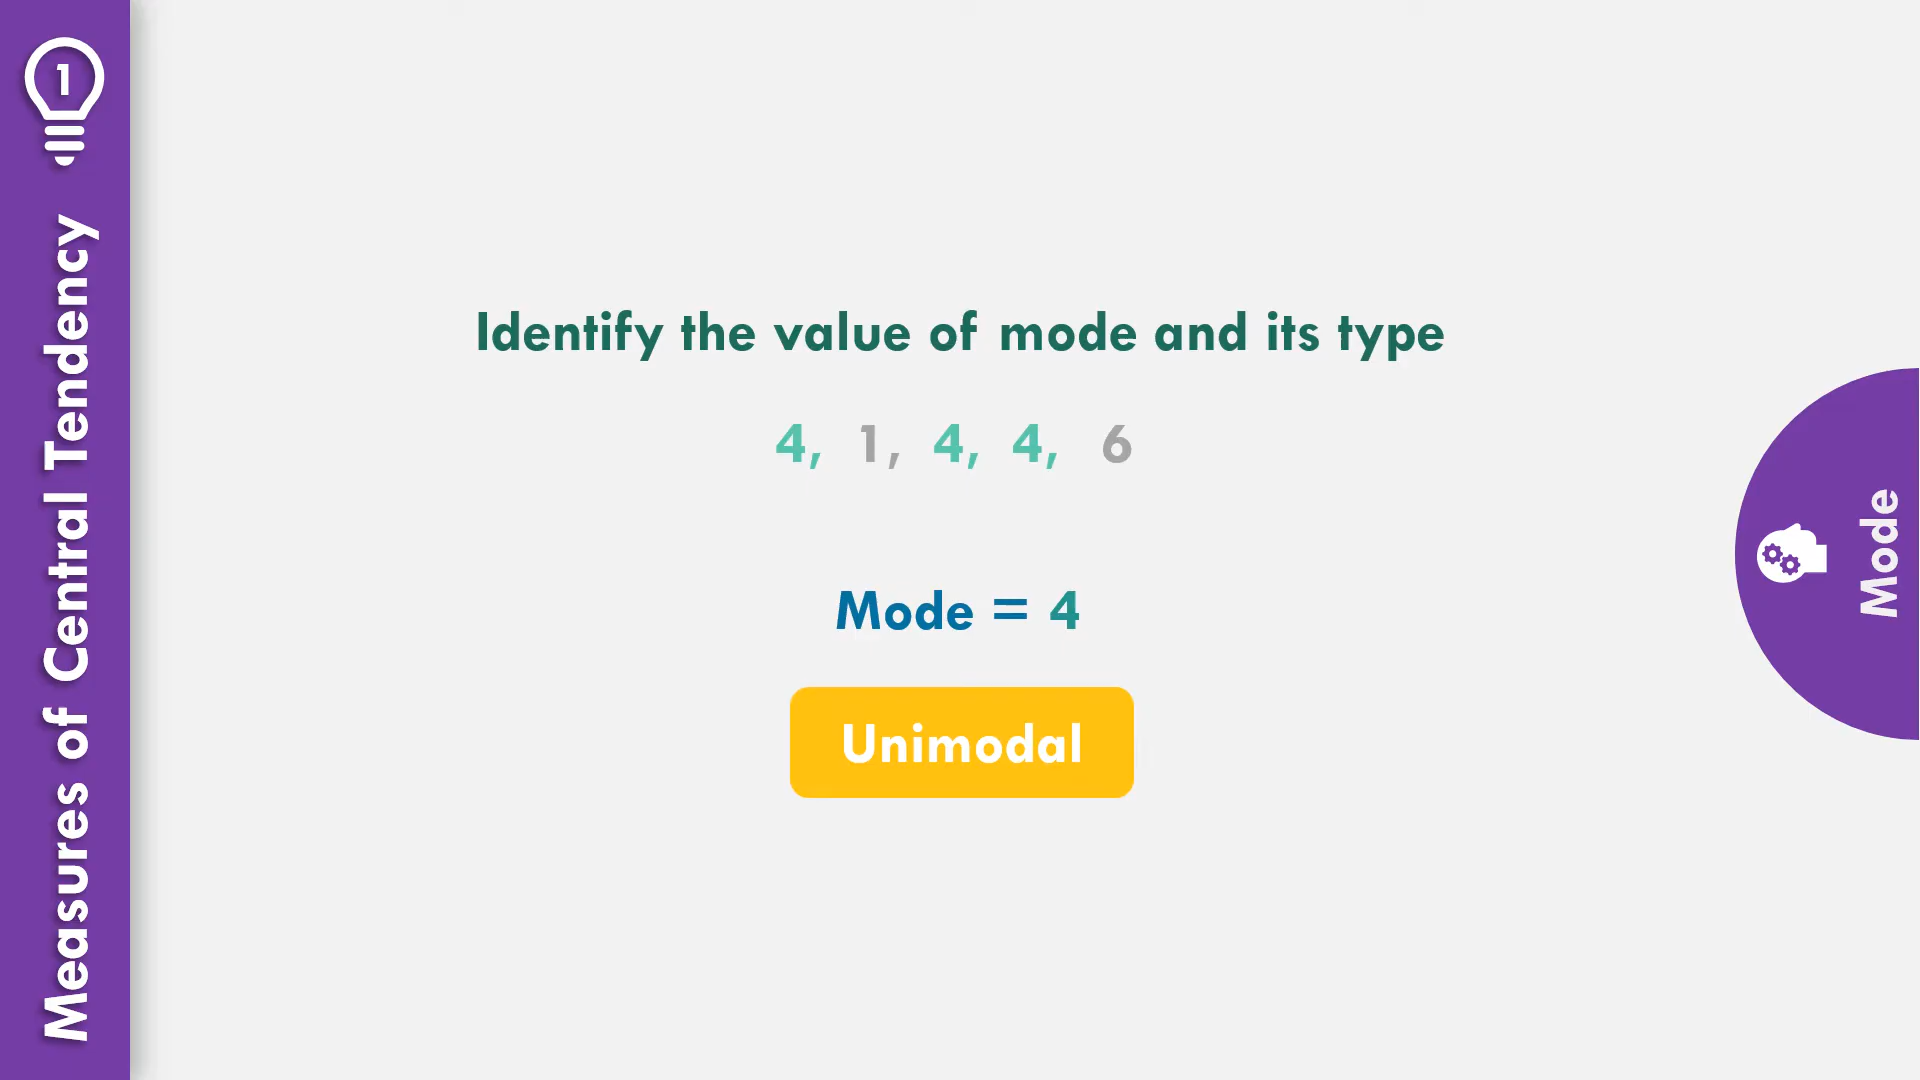 1
Measures of Central Tendency
Identify the value of mode and its type
4, 1, 4, 4, 6
Mode = 4
Unimodal
Mode